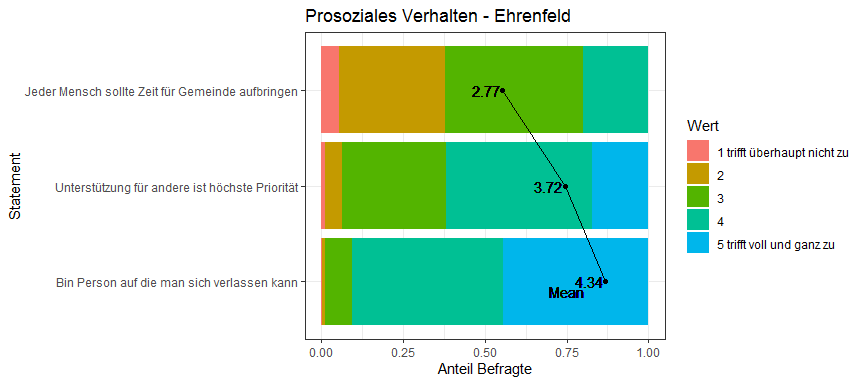 Prosoziales Verhalten - Ehrenfeld
Statement
Jeder Mensch sollte Zeit für Gemeinde aufbringen
2.77
Unterstützung für andere ist höchste Priorität
3.72
Bin Person auf die man sich verlassen kann
4.34
Mean
0.00 0.25 0.50 0.75 1.00
Anteil Befragte
Wert
1 trifft überhaupt nicht zu
2
3
4
5 trifft voll und ganz zu